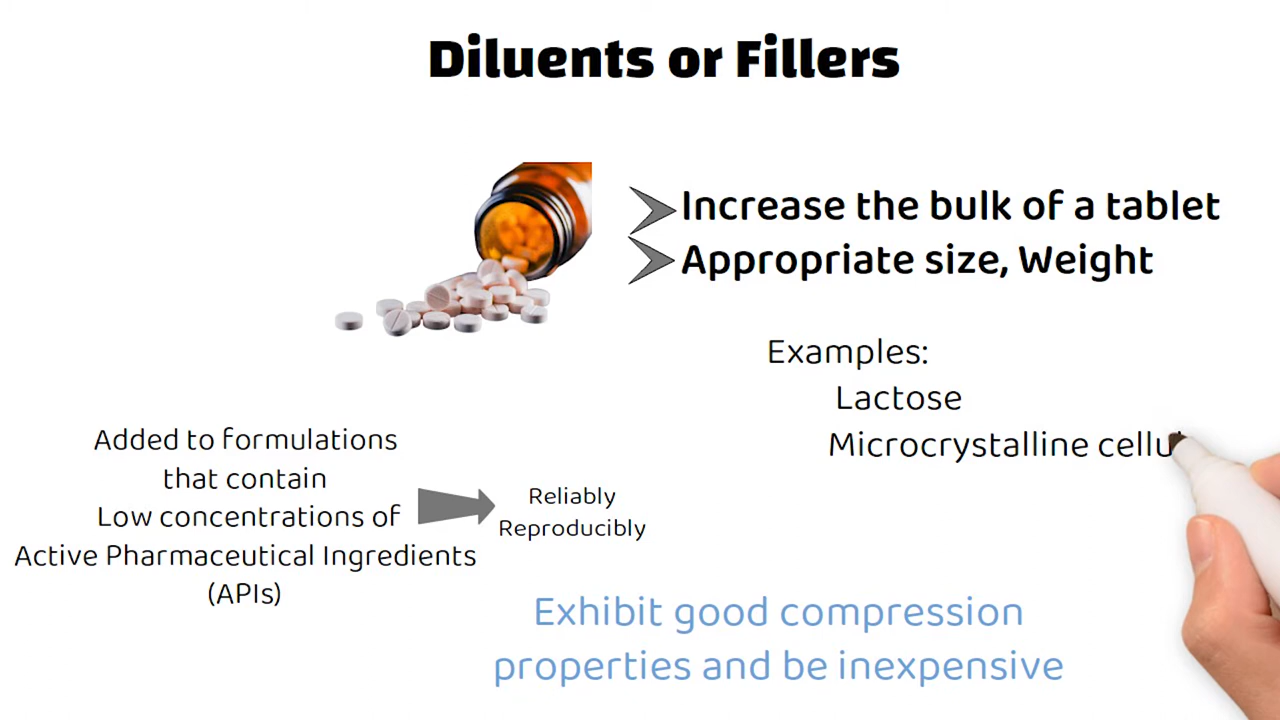 Diluents or Fillers
Increase the bulk of a tablet
Appropriate size, Weight
Examples:
Lactose
Microcrystalline cellu
Added to formulations
that contain
Low concentrations of
Active Pharmaceutical Ingredients
(APIs)
Reliably
Reproducibly
Exhibit good compression
properties and be inexpensive